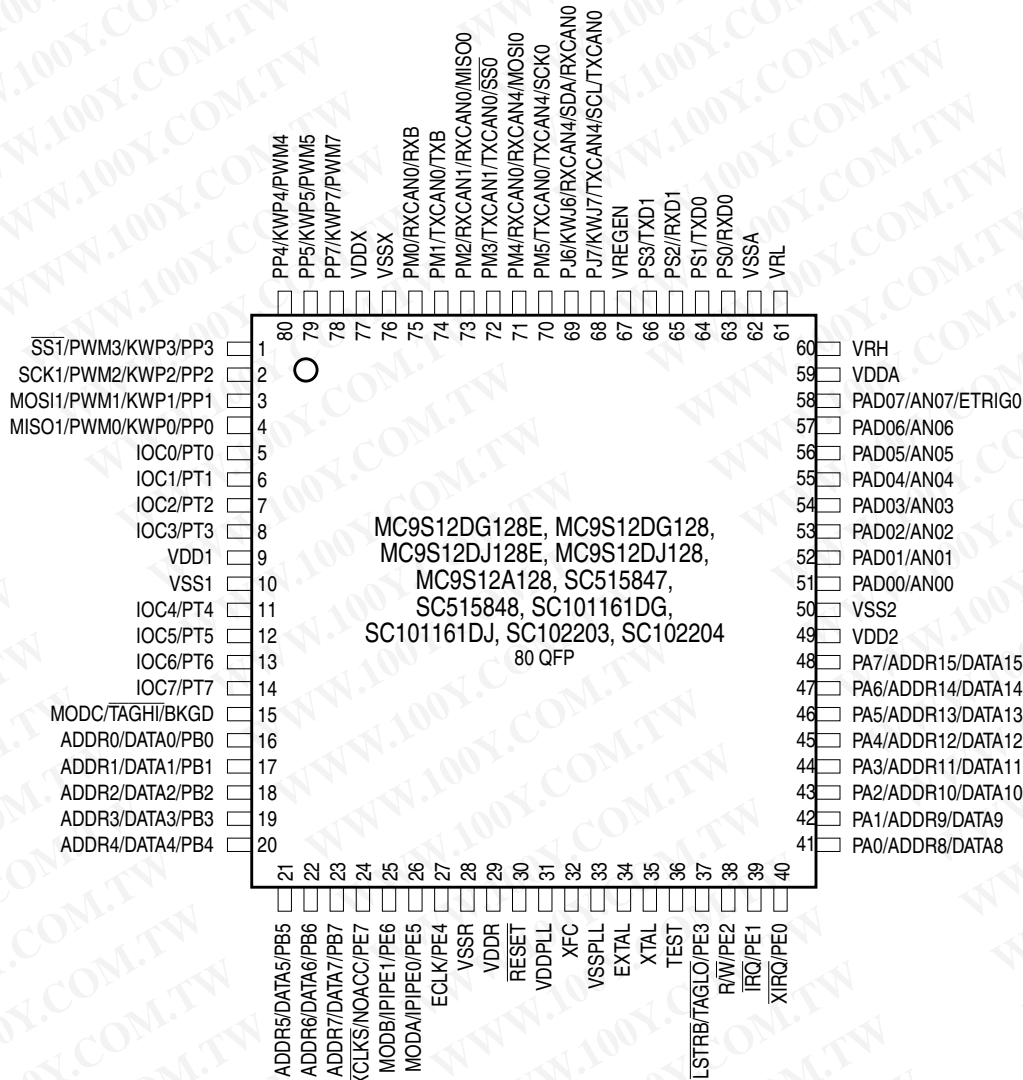 PP4/KWP4/PWM4
PP5/KWP5/PWM5
PP7/KWP7/PWM7
VDDX
VSSX
PM0/RXCAN0/RXB
PM1/TXCAN0/TXB
PM2/RXCAN1/RXCAN0/MISO0
PM3/TXCAN1/TXCAN0/SS0
PM4/RXCAN0/RXCAN4/MOSI0
PM5/TXCAN0/TXCAN4/SCK0
PJ6/KWJ6/RXCAN4/SDA/RXCAN0
PJ7/KWJ7/TXCAN4/SCL/TXCAN0
VREGEN
PS3/TXD1
PS2//RXD1
PS1/TXD0
PS0/RXD0
VSSA
VRL
80 79 78 77 76 75 74 73 72 71 70 69 68 67 66 65 64 63 62 61
SS1/PWM3/KWP3/PP3 1
SCK1/PWM2/KWP2/PP2 2
MOSI1/PWM1/KWP1/PP1 3
MISO1/PWM0/KWP0/PP0 4
IOC0/PT0 5
IOC1/PT1 6
IOC2/PT2 7
IOC3/PT3 8
VDD1 9
VSS1 10
IOC4/PT4 11
IOC5/PT5 12
IOC6/PT6 13
IOC7/PT7 14
MODC/TAGHI/BKGD 15
ADDR0/DATA0/PB0 16
ADDR1/DATA1/PB1 17
ADDR2/DATA2/PB2 18
ADDR3/DATA3/PB3 19
ADDR4/DATA4/PB4 20
MC9S12DG128E, MC9S12DG128,
MC9S12DJ128E, MC9S12DJ128,
MC9S12A128, SC515847,
SC515848, SC101161DG,
SC101161DJ, SC102203, SC102204
80 QFP
60 VRH
59 VDDA
58 PAD07/AN07/ETRIG0
57 PAD06/AN06
56 PAD05/AN05
55 PAD04/AN04
54 PAD03/AN03
53 PAD02/AN02
52 PAD01/AN01
51 PAD00/AN00
50 VSS2
49 VDD2
48 PA7/ADDR15/DATA15
47 PA6/ADDR14/DATA14
46 PA5/ADDR13/DATA13
45 PA4/ADDR12/DATA12
44 PA3/ADDR11/DATA11
43 PA2/ADDR10/DATA10
42 PA1/ADDR9/DATA9
41 PA0/ADDR8/DATA8
21 22 23 24 25 26 27 28 29 30 31 32 33 34 35 36 37 38 39 40
ADDR5/DATA5/PB5
ADDR6/DATA6/PB6
ADDR7/DATA7/PB7
XCLKS/NOACC/PE7
MODB/IPIPE1/PE6
MODA/IPIPE0/PE5
ECLK/PE4
VSSR
VDDR
RESET
VDDPLL
XFC
VSSPLL
EXTAL
XTAL
TEST
LSTRB/TAGLO/PE3
R/W/PE2
IRQ/PE1
XIRQ/PE0
WWW.100Y.COM.TW